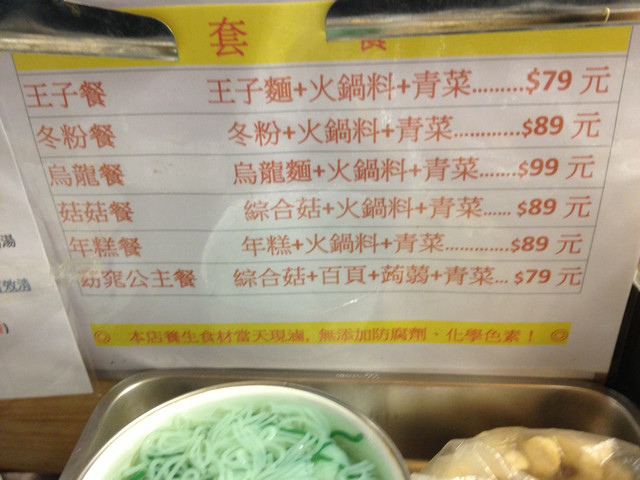 套 餐
王子餐 王子麵+火鍋料+青菜.........$79 元
冬粉餐 冬粉+火鍋料+青菜.............$89 元
烏龍餐 烏龍麵+火鍋料+青菜.......$99 元
菇菇餐 綜合菇+火鍋料+青菜...... $89 元
年糕餐 年糕+火鍋料+青菜.............$89 元
窈窕公主餐 綜合菇+百頁+蒟蒻+青菜... $79 元
◎ 本店養生食材當天現滷, 無添加防腐劑。化學色素！ ◎
湯